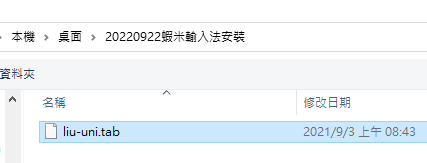 本機 > 桌面 > 20220922蝦米輸入法安裝
資料夾
名稱 修改日期
liu-uni.tab 2021/9/3 上午 08:43